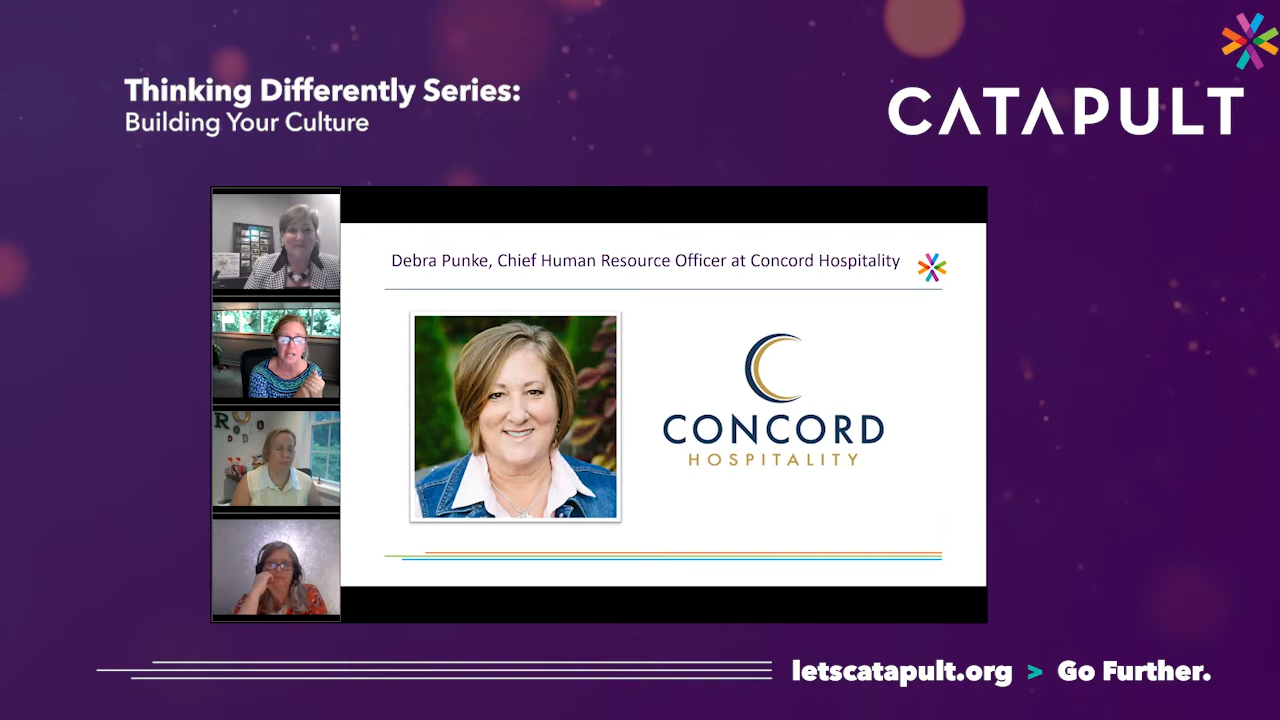 Thinking Differently Series:
Building Your Culture
CATAPULT
Debra Punke, Chief Human Resource Officer at Concord Hospitality
CONCORD
HOSPITALITY
letscatapult.org > Go Further.